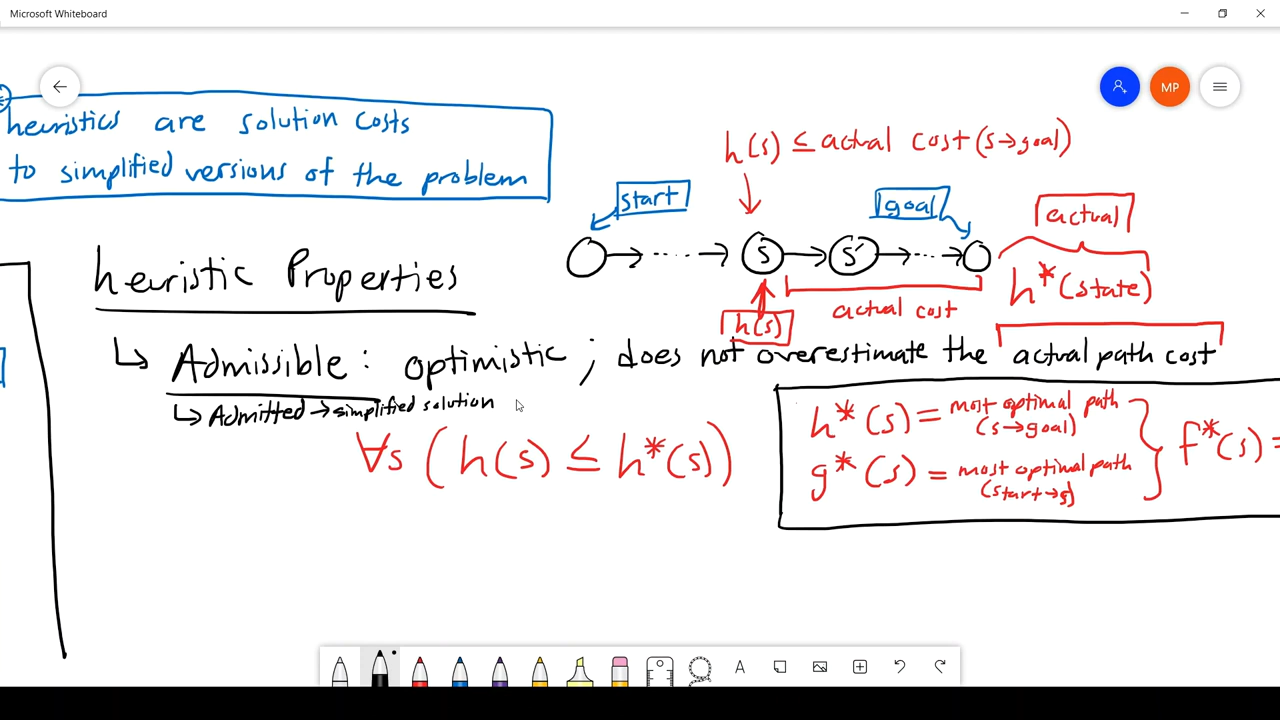 Microsoft Whiteboard
MP
heuristics are solution costs
to simplified versions of the problem
h(s) ≤ actual cost (s→goal)
start
goal
actual
s
s'
h*(state)
actual cost
h(s)
heuristic Properties
Admissible: optimistic; does not overestimate the actual path cost
Admitted → simplified solution
∀s (h(s) ≤ h*(s))
h*(s) = most optimal path
(s→goal)
g*(s) = most optimal path
(start→s)
f*(s) =
A